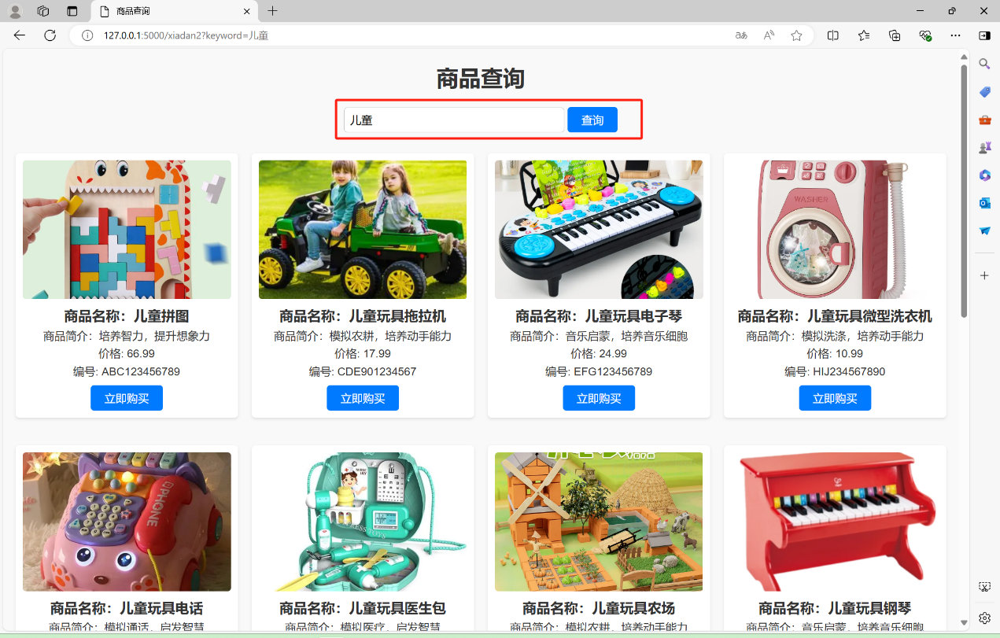 商品查询
127.0.0.1:5000/xiadan2?keyword=儿童
商品查询
儿童
查询
WASHER
商品名称：儿童拼图
商品简介：培养智力，提升想象力
价格: 66.99
编号: ABC123456789
立即购买
商品名称：儿童玩具拖拉机
商品简介：模拟农耕，培养动手能力
价格: 17.99
编号: CDE901234567
立即购买
商品名称：儿童玩具电子琴
商品简介：音乐启蒙，培养音乐细胞
价格: 24.99
编号: EFG123456789
立即购买
商品名称：儿童玩具微型洗衣机
商品简介：模拟洗涤，培养动手能力
价格: 10.99
编号: HIJ234567890
立即购买
PHONE
商品名称：儿童玩具电话
商品简介：模拟通话，启发智慧
商品名称：儿童玩具医生包
商品简介：模拟医疗，启发智慧
商品名称：儿童玩具农场
商品简介：模拟农耕，培养动手能力
商品名称：儿童玩具钢琴
商品简介：音乐启蒙，培养音乐细胞